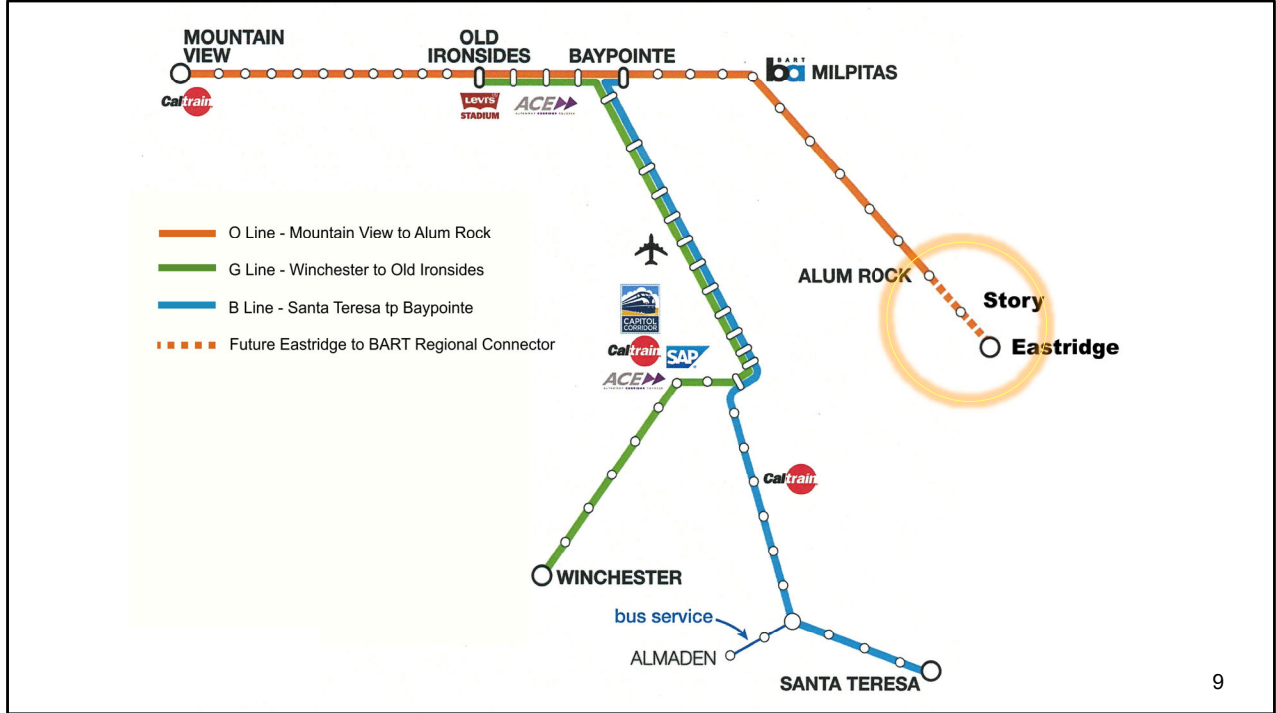 MOUNTAIN
VIEW
OLD
IRONSIDES
BAYPOINTE
BART
ba
MILPITAS
Caltrain
Levi's
STADIUM
ACE
O Line - Mountain View to Alum Rock
G Line - Winchester to Old Ironsides
B Line - Santa Teresa tp Baypointe
Future Eastridge to BART Regional Connector
ALUM ROCK
Story
Eastridge
CAPITOL
CORRIDOR
Caltrain
SAP
ACE
Caltrain
WINCHESTER
bus service
ALMADEN
SANTA TERESA
9